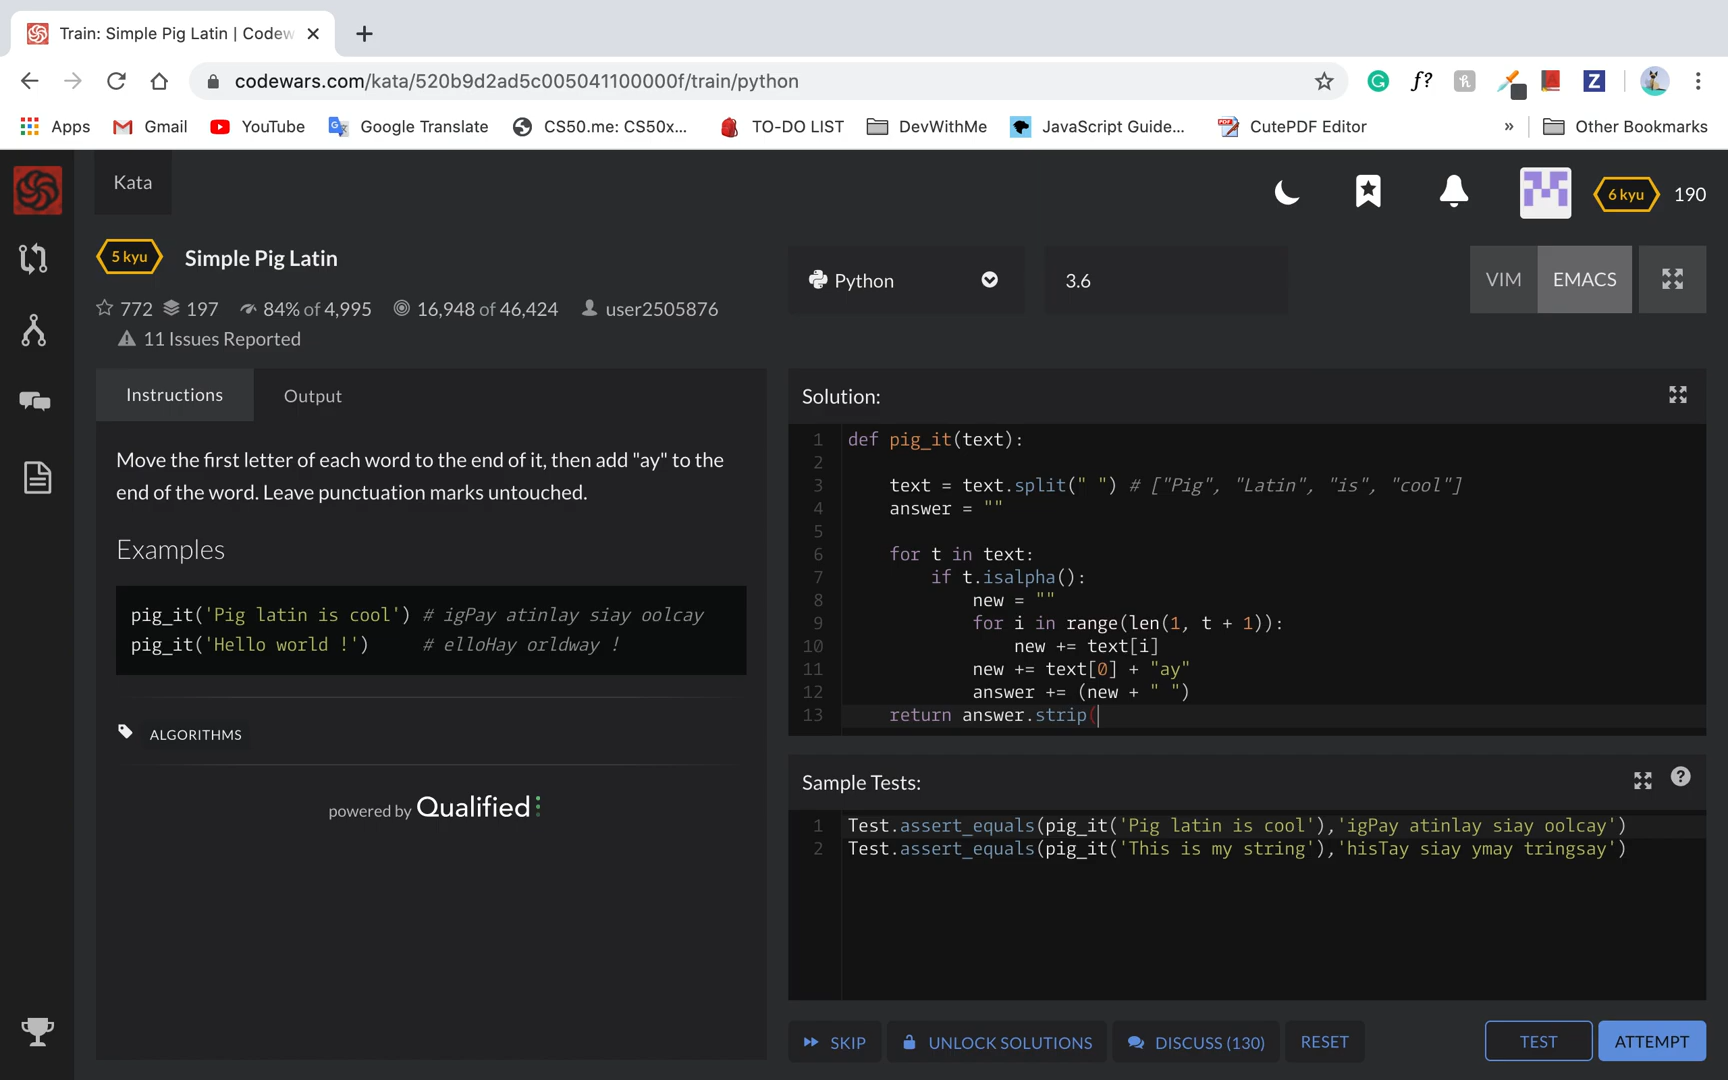 Train: Simple Pig Latin | Codew
codewars.com/kata/520b9d2ad5c005041100000f/train/python
Apps Gmail YouTube Google Translate CS50.me: CS50x... TO-DO LIST DevWithMe JavaScript Guide... CutePDF Editor » Other Bookmarks
Kata
6 kyu 190
5 kyu Simple Pig Latin
772 197 84% of 4,995 16,948 of 46,424 user2505876
11 Issues Reported
Python 3.6 VIM EMACS
Instructions Output
Move the first letter of each word to the end of it, then add "ay" to the
end of the word. Leave punctuation marks untouched.
Examples
pig_it('Pig latin is cool') # igPay atinlay siay oolcay
pig_it('Hello world !')     # elloHay orldway !
ALGORITHMS
powered by Qualified
Solution:
1 def pig_it(text):
2
3     text = text.split(" ") # ["Pig", "Latin", "is", "cool"]
4     answer = ""
5
6     for t in text:
7         if t.isalpha():
8             new = ""
9             for i in range(len(1, t + 1)):
10                 new += text[i]
11             new += text[0] + "ay"
12             answer += (new + " ")
13     return answer.strip(
Sample Tests:
1 Test.assert_equals(pig_it('Pig latin is cool'),'igPay atinlay siay oolcay')
2 Test.assert_equals(pig_it('This is my string'),'hisTay siay ymay tringsay')
SKIP UNLOCK SOLUTIONS DISCUSS (130) RESET TEST ATTEMPT